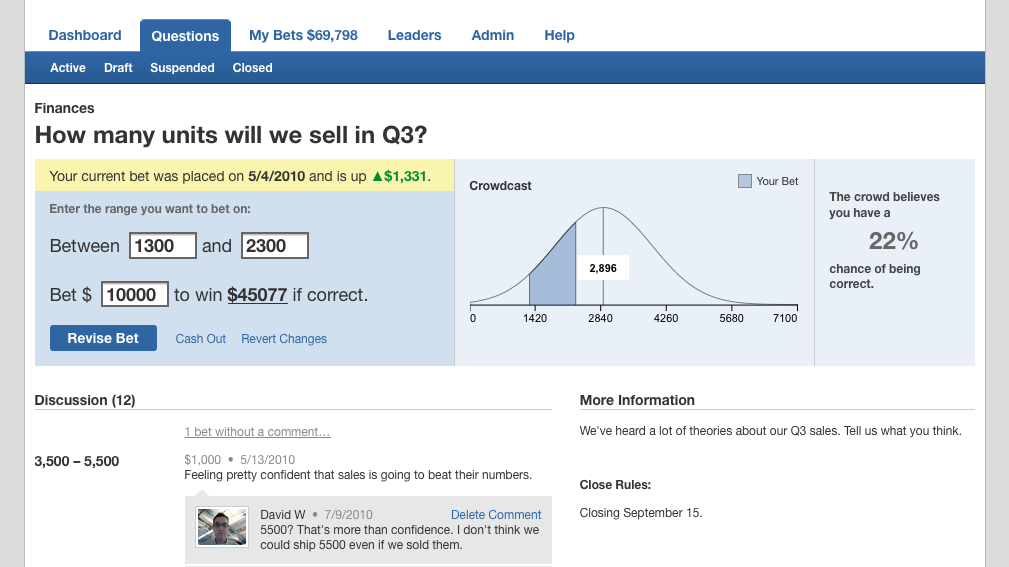 Dashboard Questions My Bets $69,798 Leaders Admin Help
Active Draft Suspended Closed
Finances
How many units will we sell in Q3?
Your current bet was placed on 5/4/2010 and is up ▲$1,331.
Enter the range you want to bet on:
Between 1300 and 2300
Bet $ 10000 to win $45077 if correct.
Revise Bet Cash Out Revert Changes
Crowdcast
Your Bet
2,896
0 1420 2840 4260 5680 7100
The crowd believes
you have a
22%
chance of being
correct.
Discussion (12)
1 bet without a comment…
3,500 – 5,500
$1,000 • 5/13/2010
Feeling pretty confident that sales is going to beat their numbers.
David W • 7/9/2010 Delete Comment
5500? That's more than confidence. I don't think we
could ship 5500 even if we sold them.
More Information
We've heard a lot of theories about our Q3 sales. Tell us what you think.
Close Rules:
Closing September 15.